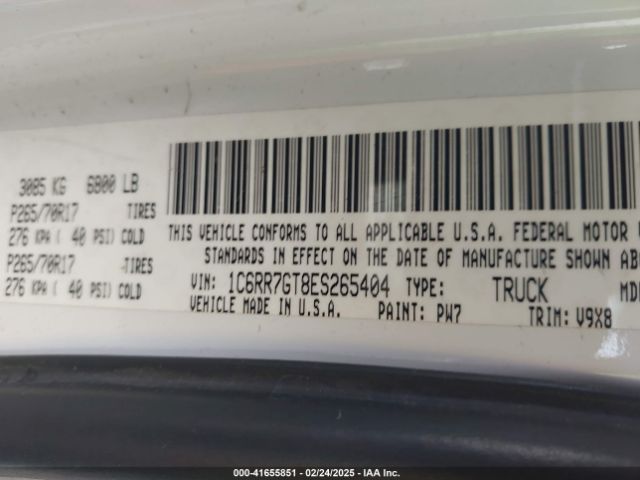 3085 KG 6800 LB
P265/70R17 TIRES
276 KPA ( 40 PSI) COLD
P265/70R17 TIRES
276 KPA ( 40 PSI) COLD
THIS VEHICLE CONFORMS TO ALL APPLICABLE U.S.A. FEDERAL MOTOR
STANDARDS IN EFFECT ON THE DATE OF MANUFACTURE SHOWN ABO
VIN: 1C6RR7GT8ES265404 TYPE: TRUCK MD
VEHICLE MADE IN U.S.A. PAINT: PW7 TRIM: V9X8
000-41655851 | 02/24/2025 - IAA Inc.